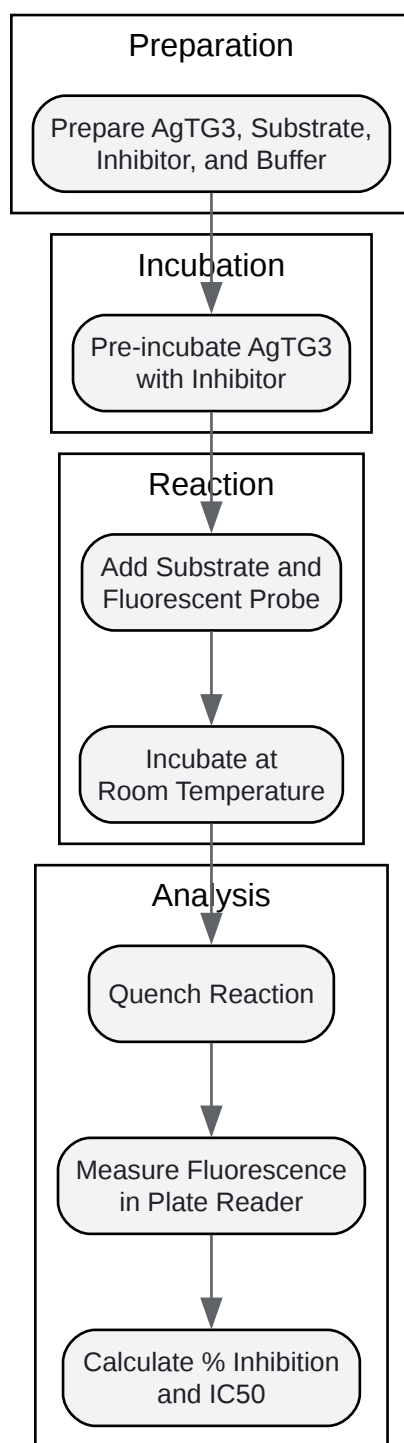 Preparation
Prepare AgTG3, Substrate,
Inhibitor, and Buffer
Incubation
Pre-incubate AgTG3
with Inhibitor
Reaction
Add Substrate and
Fluorescent Probe
Incubate at
Room Temperature
Analysis
Quench Reaction
Measure Fluorescence
in Plate Reader
Calculate % Inhibition
and IC50